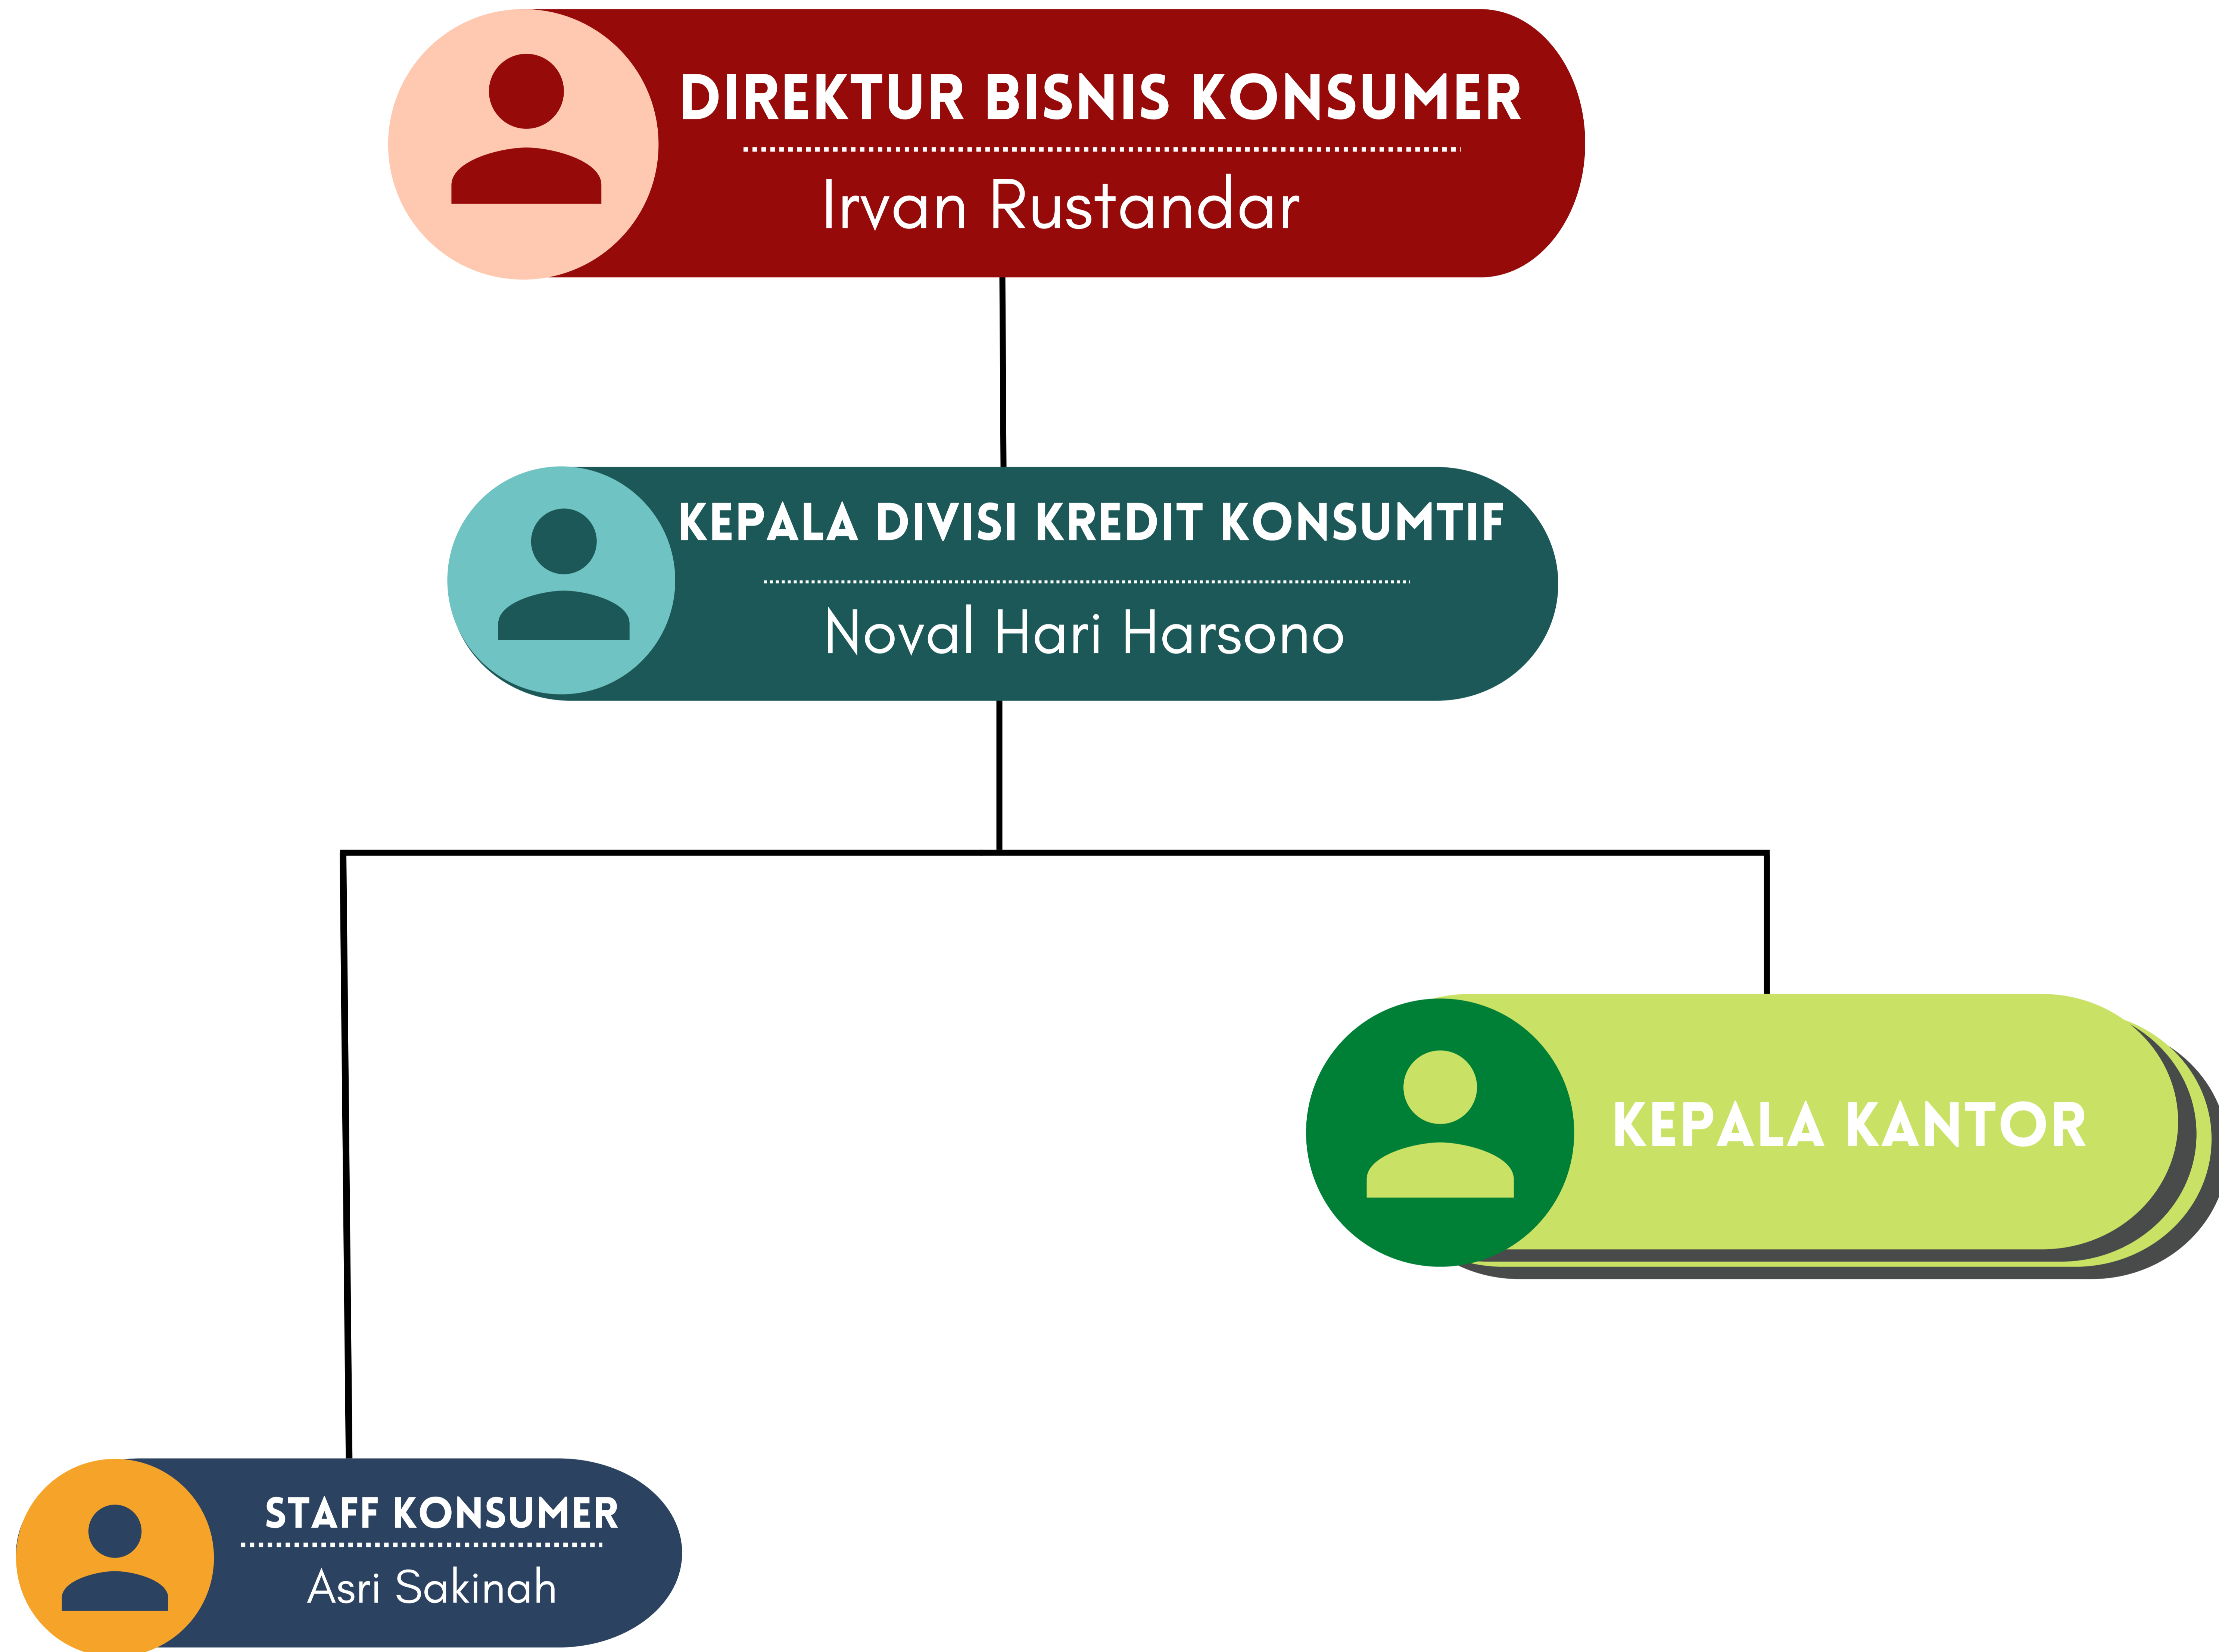 DIREKTUR BISNIS KONSUMER
Irvan Rustandar
KEPALA DIVISI KREDIT KONSUMTIF
Noval Hari Harsono
KEPALA KANTOR
STAFF KONSUMER
Asri Sakinah